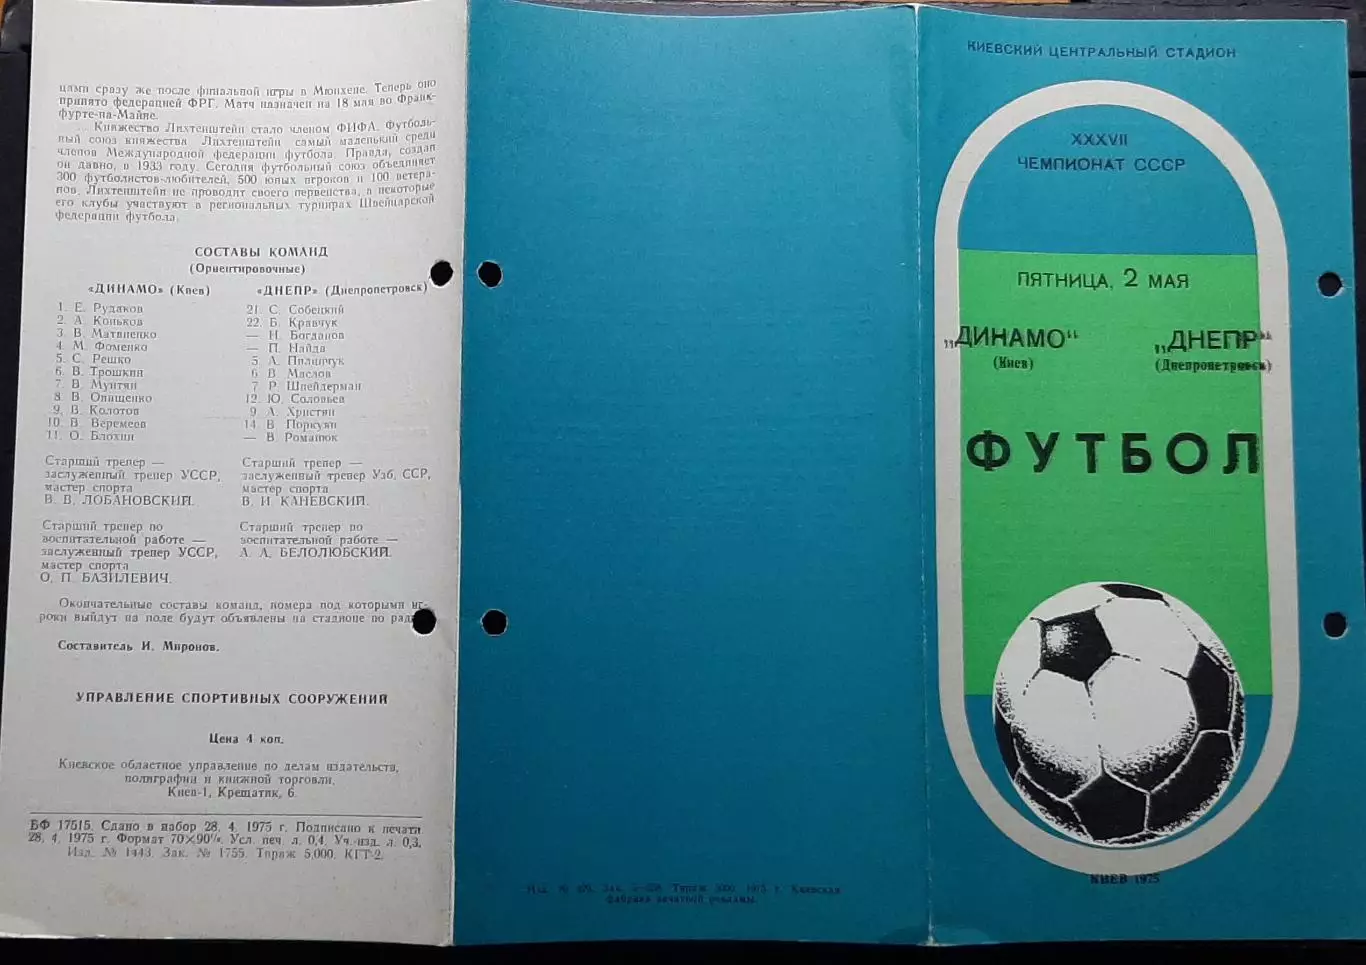 цами сразу же после финальной игры в Мюнхене. Теперь оно
принято федерацией ФРГ. Матч назначен на 18 мая во Франк-
фурте-на-Майне.
... Княжество Лихтенштейн стало членом ФИФА. Футболь-
ный союз княжества Лихтенштейн самый маленький среди
членов Международной федерации футбола. Правда, создан
он давно, в 1933 году. Сегодня футбольный союз объединяет
300 футболистов-любителей, 500 юных игроков и 100 ветера-
нов. Лихтенштейн не проводит своего первенства, а некоторые
его клубы участвуют в региональных турнирах Швейцарской
федерации футбола.
СОСТАВЫ КОМАНД
(Ориентировочные)
«ДИНАМО» (Киев)
1. Е. Рудаков
2. А. Коньков
3 В. Матвиенко
4. М. Фоменко
5. С. Решко
6. В. Трошкин
7. В. Мунтян
8 В. Онищенко
9. В. Колотов
10. В. Веремеев
11. О. Блохин
Старший тренер —
заслуженный тренер УССР,
мастер спорта
В. В. ЛОБАНОВСКИЙ.
Старший тренер по
воспитательной работе —
заслуженный тренер УССР,
мастер спорта
О. П. БАЗИЛЕВИЧ.
«ДНЕПР» (Днепропетровск)
21. С. Собецкий
22. Б. Кравчук
— Н. Богданов
— П. Найда
5 А. Пилипчук
6 В. Маслов
7 Р. Шнейдерман
12. Ю. Соловьев
9 А. Христян
14 В. Поркуян
— В. Романюк
Старший тренер —
заслуженный тренер Узб. ССР,
мастер спорта
В. И. КАНЕВСКИЙ.
Старший тренер по
воспитательной работе —
А. А. БЕЛОЛЮБСКИЙ.
Окончательные составы команд, номера под которыми иг-
роки выйдут на поле будут объявлены на стадионе по
Составитель И. Миронов.
УПРАВЛЕНИЕ СПОРТИВНЫХ СООРУЖЕНИЙ
Цена 4 коп.
Киевское областное управление по делам издательств,
полиграфии и книжной торговли.
Киев-1, Крещатик, 6.
БФ 17515. Сдано в набор 28. 4. 1975 г. Подписано к печати
28. 4. 1975 г. Формат 70×90¹/₁₆. Усл. печ. л. 0,4. Уч.-изд. л. 0,3.
Изд. № 1443. Зак. № 1755. Тираж 5.000. КГТ-2.
1975 г. Киевская
фабрика печатной рекламы.
КИЕВСКИЙ ЦЕНТРАЛЬНЫЙ СТАДИОН
XXXVII
ЧЕМПИОНАТ СССР
ПЯТНИЦА, 2 МАЯ
„ДИНАМО“
(Киев)
„ДНЕПР“
(Днепропетровск)
ФУТБОЛ
КИЕВ 1975